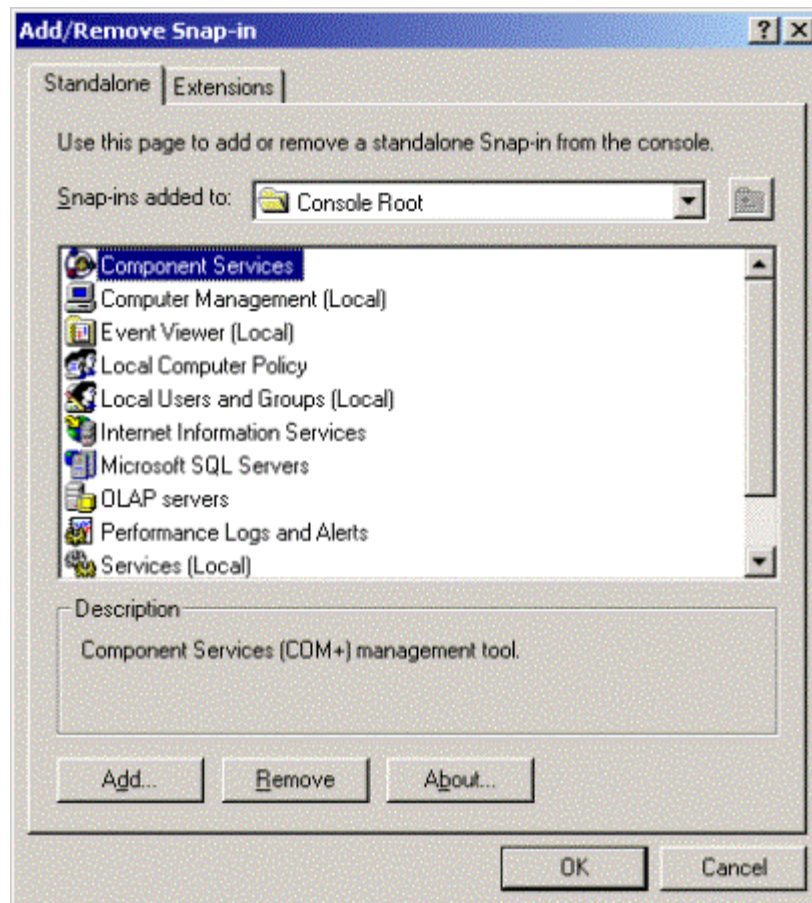 Add/Remove Snap-in
Standalone Extensions
Use this page to add or remove a standalone Snap-in from the console.
Snap-ins added to: Console Root
Component Services
Computer Management (Local)
Event Viewer (Local)
Local Computer Policy
Local Users and Groups (Local)
Internet Information Services
Microsoft SQL Servers
OLAP servers
Performance Logs and Alerts
Services (Local)
Description
Component Services (COM+) management tool.
Add... Remove About...
OK Cancel